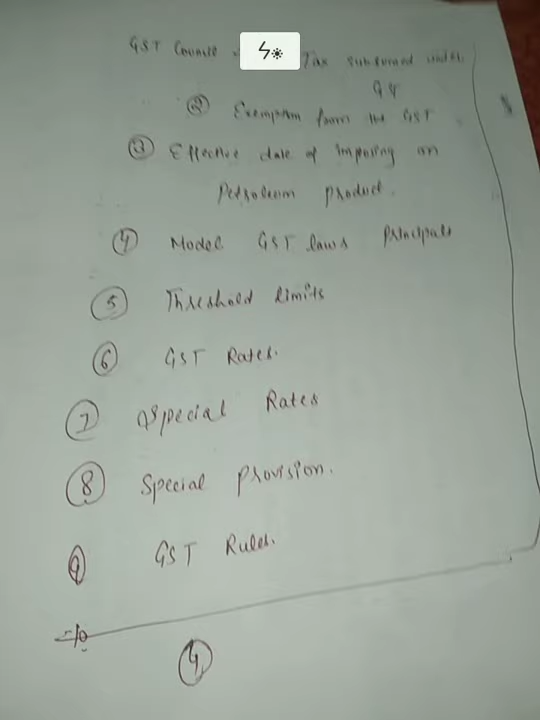 GST Council Tax subsumed under
GST
② Exemption form the GST
③ Effective date of Imposing on
Petroleum product.
④ Model GST laws Principals
⑤ Threshold limits
⑥ GST Rates.
⑦ Special Rates
⑧ Special provision.
⑨ GST Rules.
④